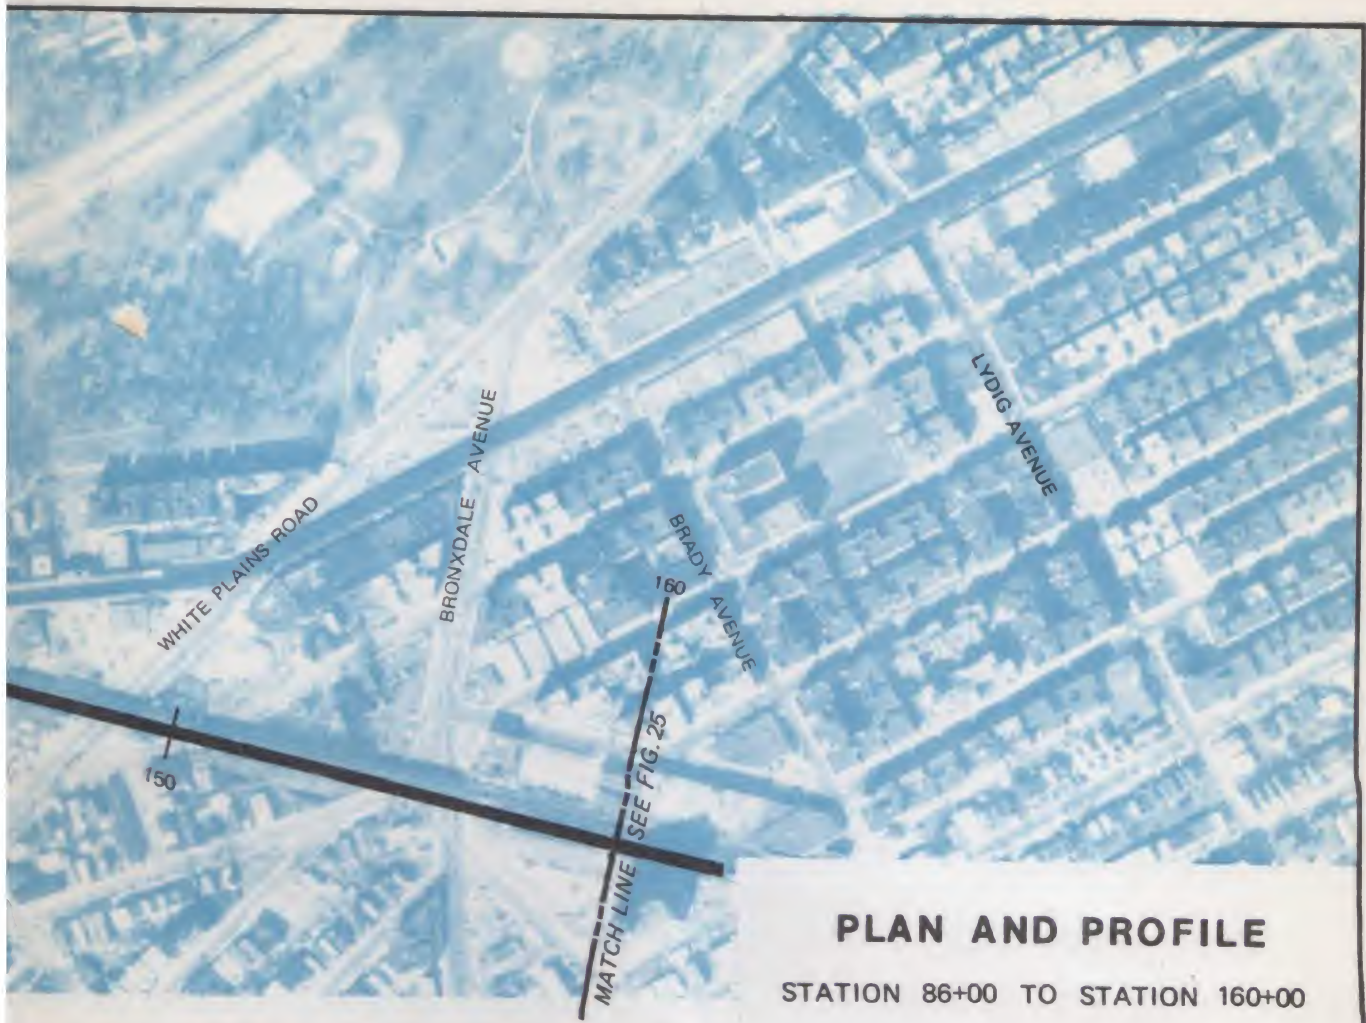 LYDIG AVENUE
BRONXDALE AVENUE
WHITE PLAINS ROAD
BRADY AVENUE
160
150
MATCH LINE SEE FIG. 25
PLAN AND PROFILE
STATION 86+00 TO STATION 160+00